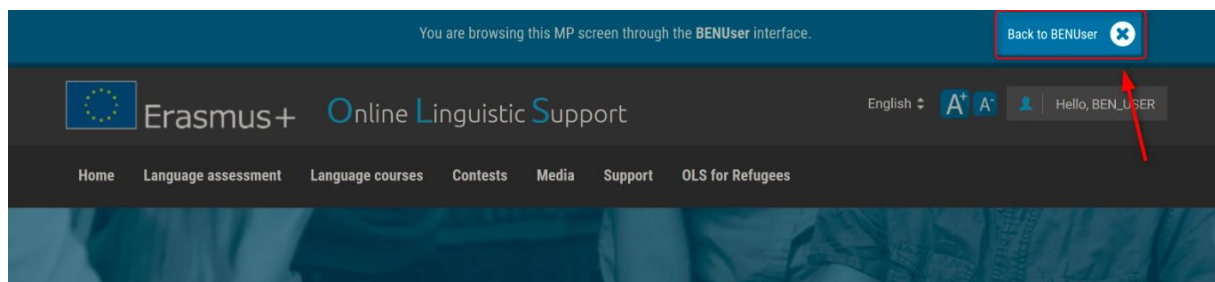 You are browsing this MP screen through the BENUser interface.
Back to BENUser
Erasmus+ Online Linguistic Support
English A+ A- Hello, BEN_USER
Home Language assessment Language courses Contests Media Support OLS for Refugees